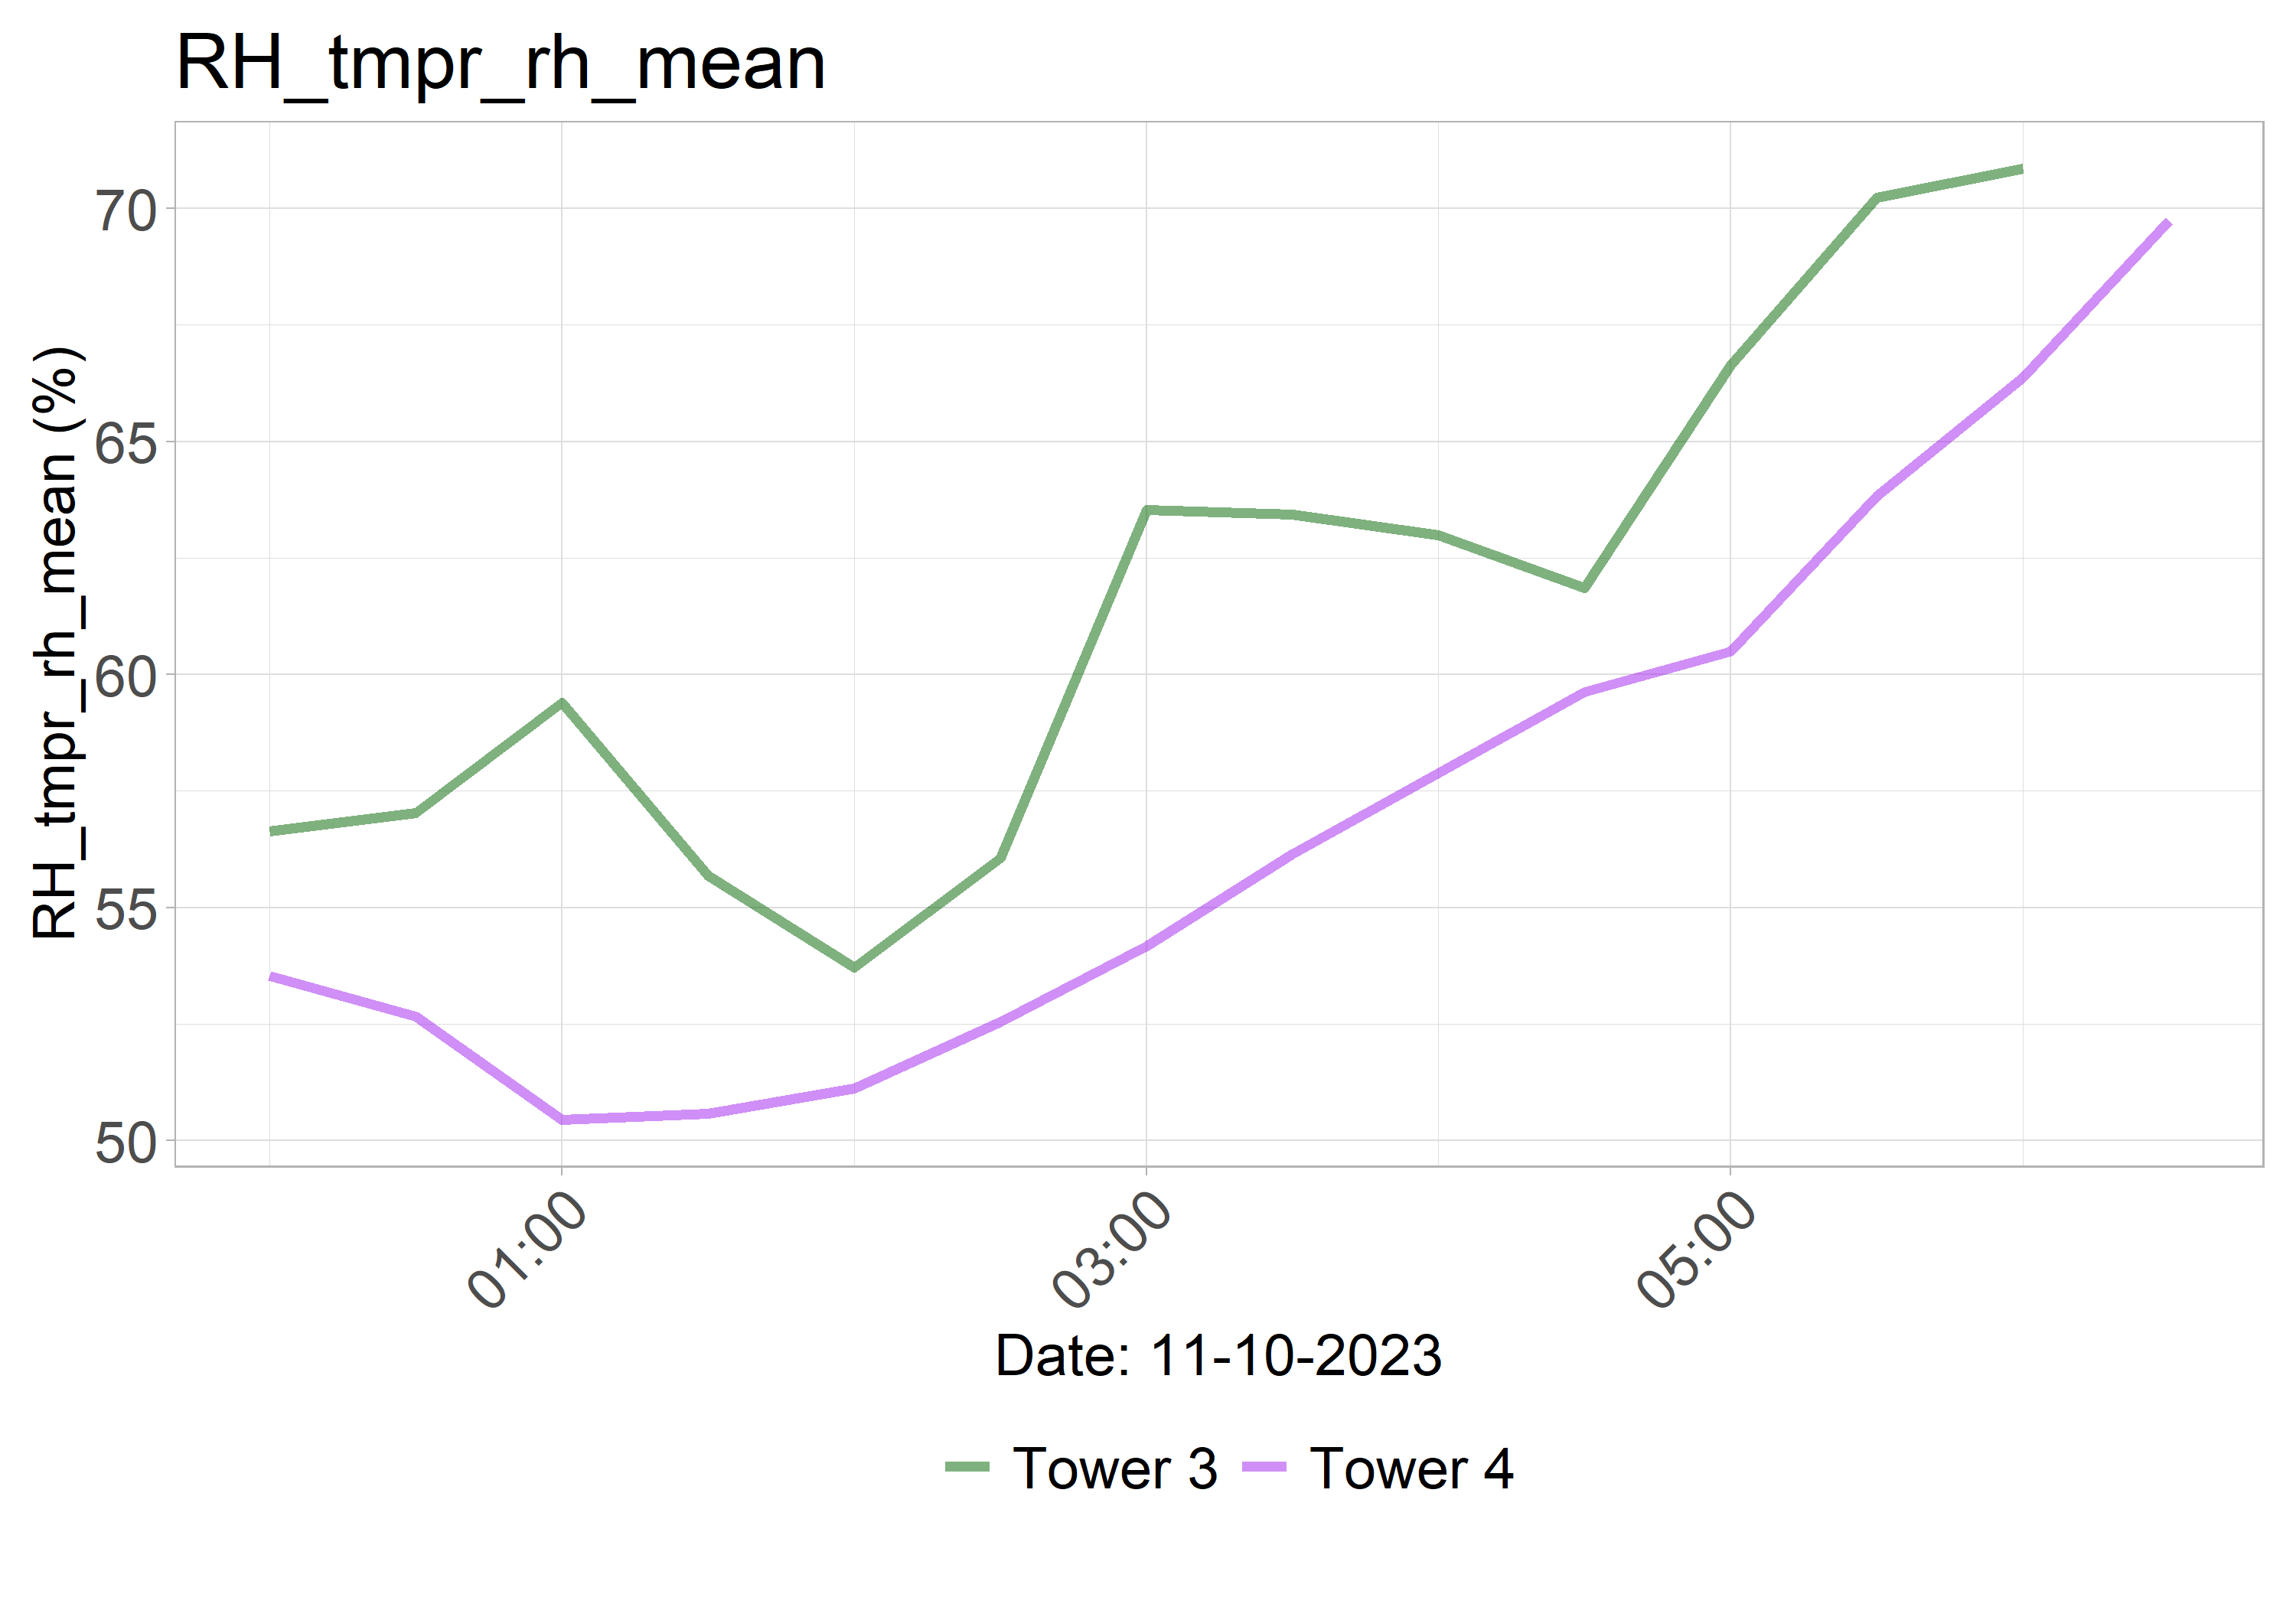 RH_tmpr_rh_mean
RH_tmpr_rh_mean (%)
70
65
60
55
50
01:00
03:00
05:00
Date: 11-10-2023
Tower 3
Tower 4